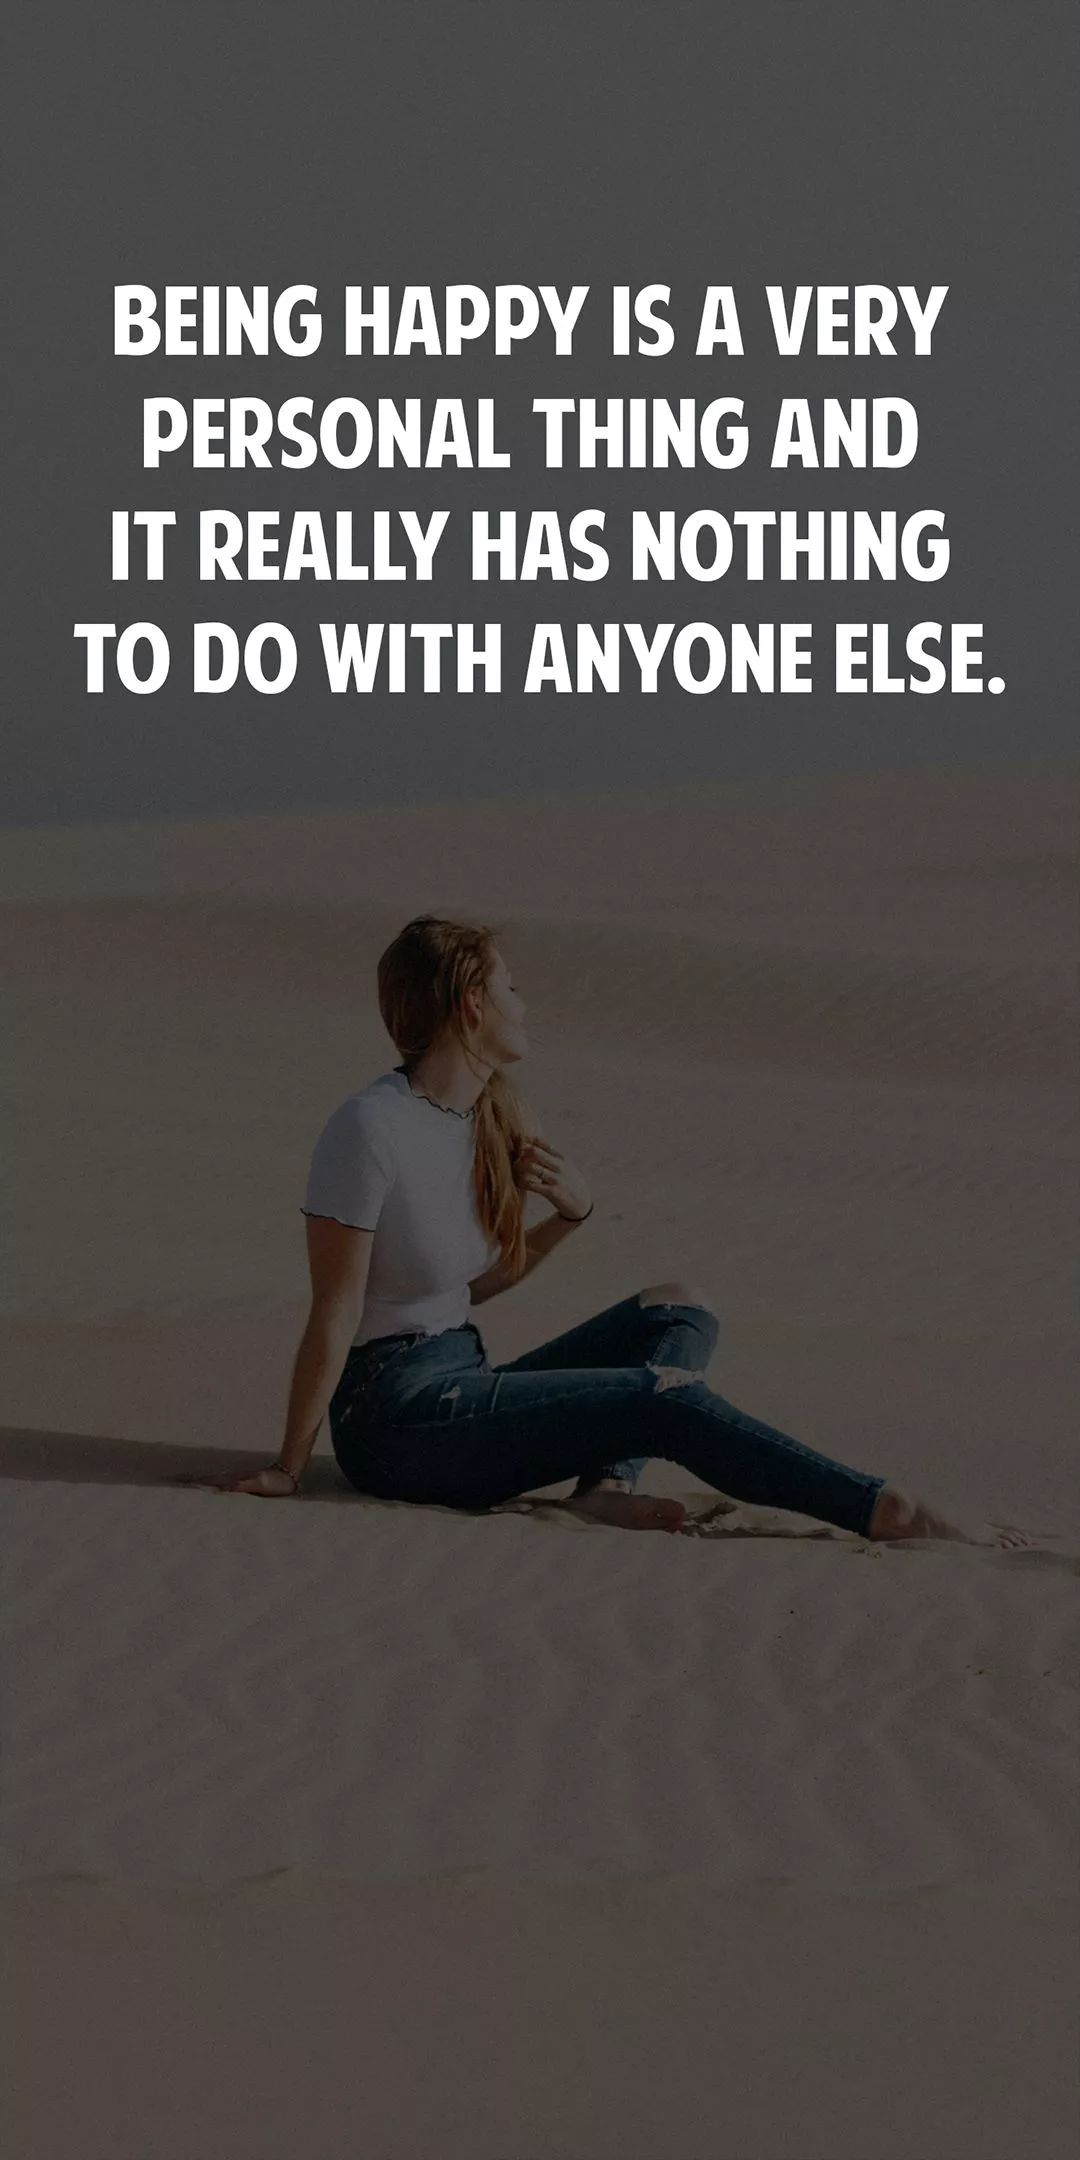 BEING HAPPY IS A VERY
PERSONAL THING AND
IT REALLY HAS NOTHING
TO DO WITH ANYONE ELSE.